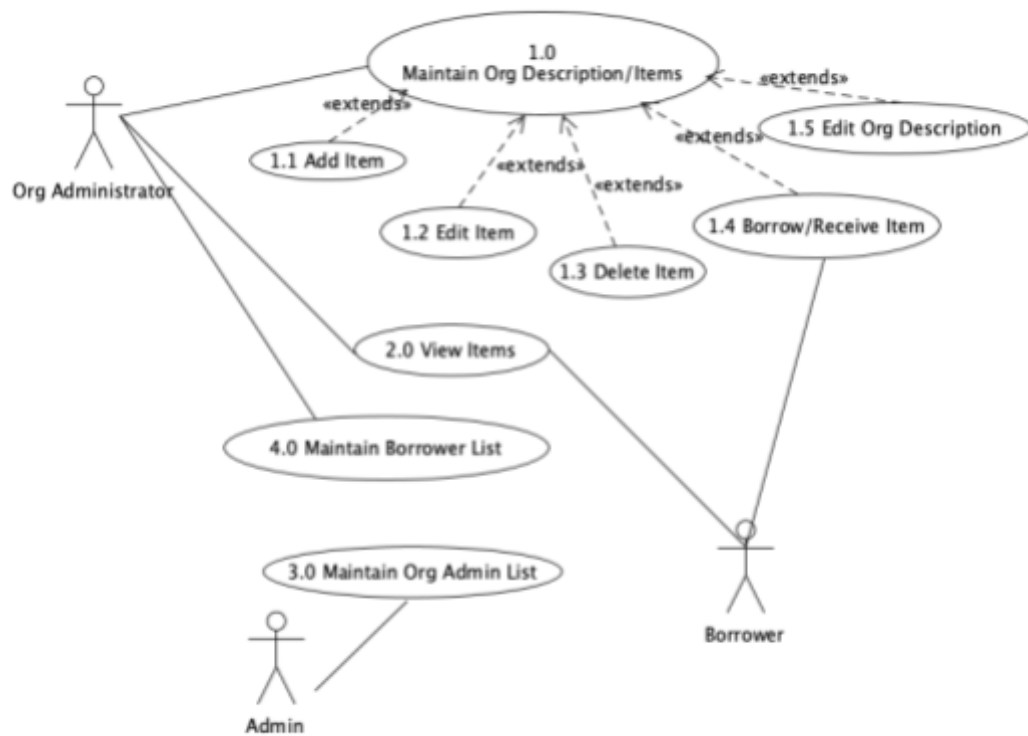 1.0
Maintain Org Description/Items
«extends»
«extends»
1.5 Edit Org Description
Org Administrator
1.1 Add Item
«extends»
«extends»
«extends»
1.2 Edit Item
1.4 Borrow/Receive Item
1.3 Delete Item
2.0 View Items
4.0 Maintain Borrower List
3.0 Maintain Org Admin List
Borrower
Admin